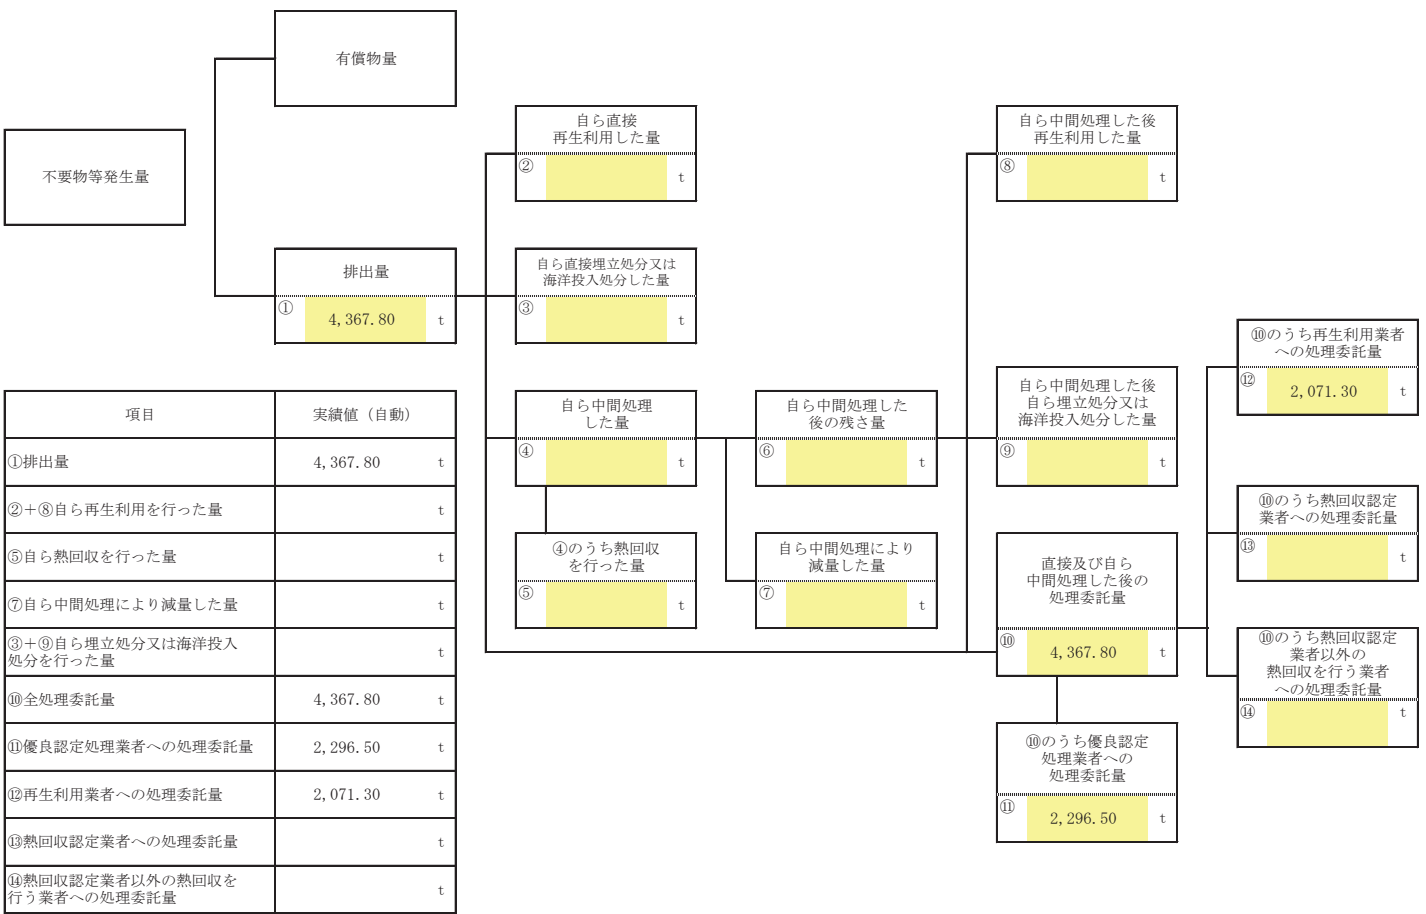 有償物量
不要物等発生量
排出量
①
4,367.80
t
自ら直接
再生利用した量
②
t
自ら直接埋立処分又は
海洋投入処分した量
③
t
自ら中間処理
した量
④
t
④のうち熱回収
を行った量
⑤
t
自ら中間処理した
後の残さ量
⑥
t
自ら中間処理により
減量した量
⑦
t
自ら中間処理した後
再生利用した量
⑧
t
自ら中間処理した後
自ら埋立処分又は
海洋投入処分した量
⑨
t
直接及び自ら
中間処理した後の
処理委託量
⑩
4,367.80
t
⑩のうち優良認定
処理業者への
処理委託量
⑪
2,296.50
t
⑩のうち再生利用業者
への処理委託量
⑫
2,071.30
t
⑩のうち熱回収認定
業者への処理委託量
⑬
t
⑩のうち熱回収認定
業者以外の
熱回収を行う業者
への処理委託量
⑭
t
項目 実績値（自動）
①排出量 4,367.80 t
②＋⑧自ら再生利用を行った量 t
⑤自ら熱回収を行った量 t
⑦自ら中間処理により減量した量 t
③＋⑨自ら埋立処分又は海洋投入
処分を行った量 t
⑩全処理委託量 4,367.80 t
⑪優良認定処理業者への処理委託量 2,296.50 t
⑫再生利用業者への処理委託量 2,071.30 t
⑬熱回収認定業者への処理委託量 t
⑭熱回収認定業者以外の熱回収を
行う業者への処理委託量 t